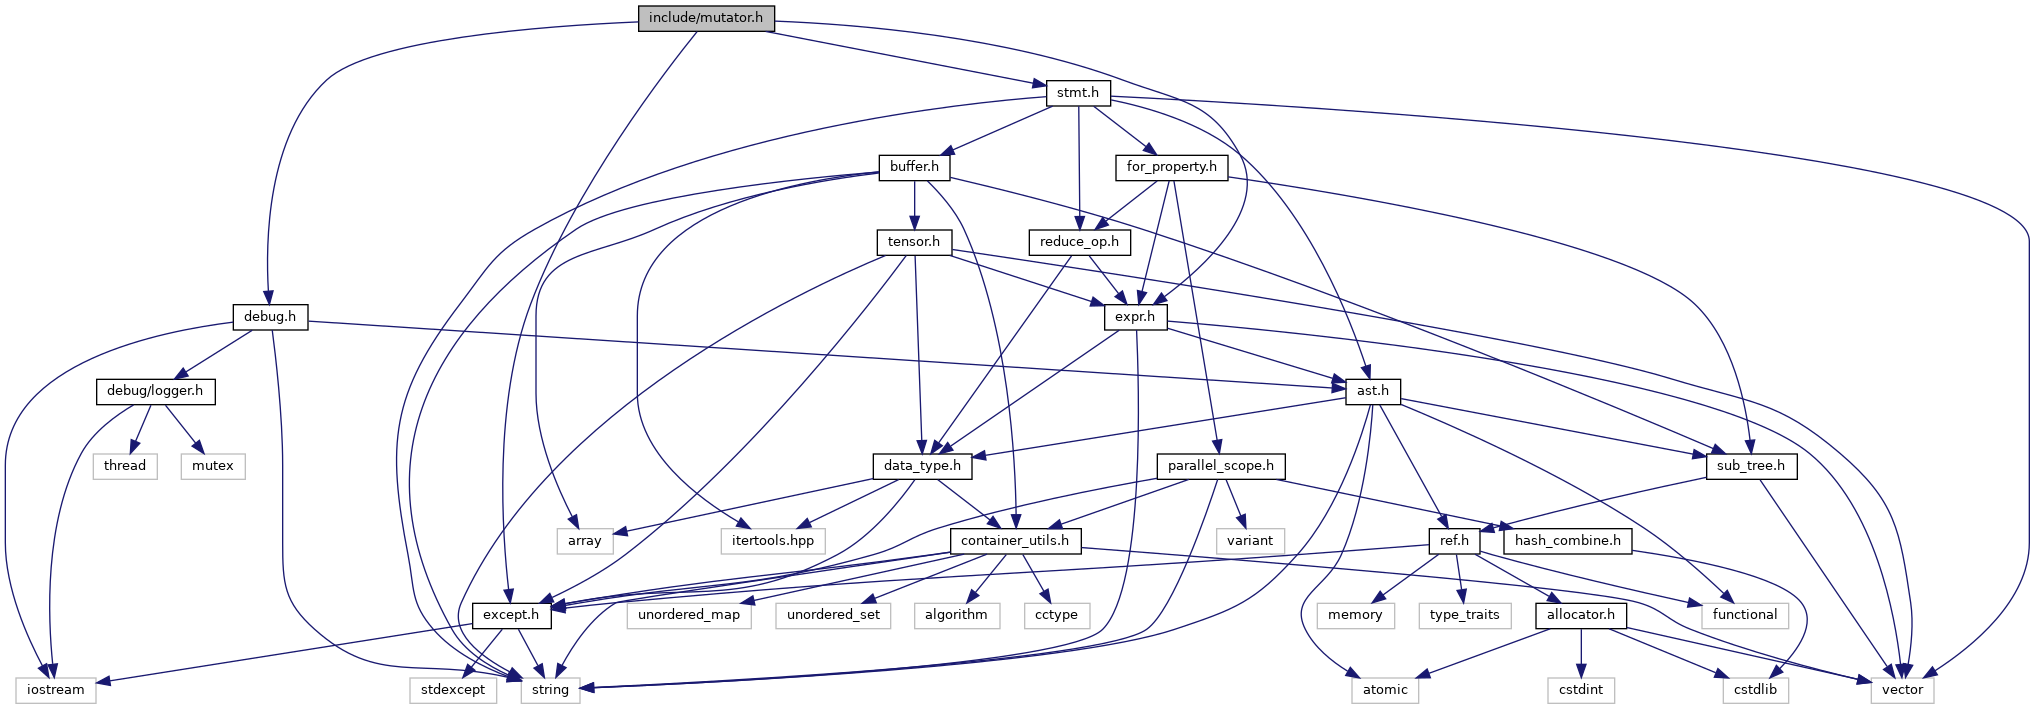 include/mutator.h
stmt.h
buffer.h
for_property.h
tensor.h
reduce_op.h
debug.h
expr.h
debug/logger.h
ast.h
thread
mutex
data_type.h
parallel_scope.h
sub_tree.h
array
itertools.hpp
container_utils.h
variant
ref.h
hash_combine.h
except.h
unordered_map
unordered_set
algorithm
cctype
memory
type_traits
allocator.h
functional
iostream
stdexcept
string
atomic
cstdint
cstdlib
vector